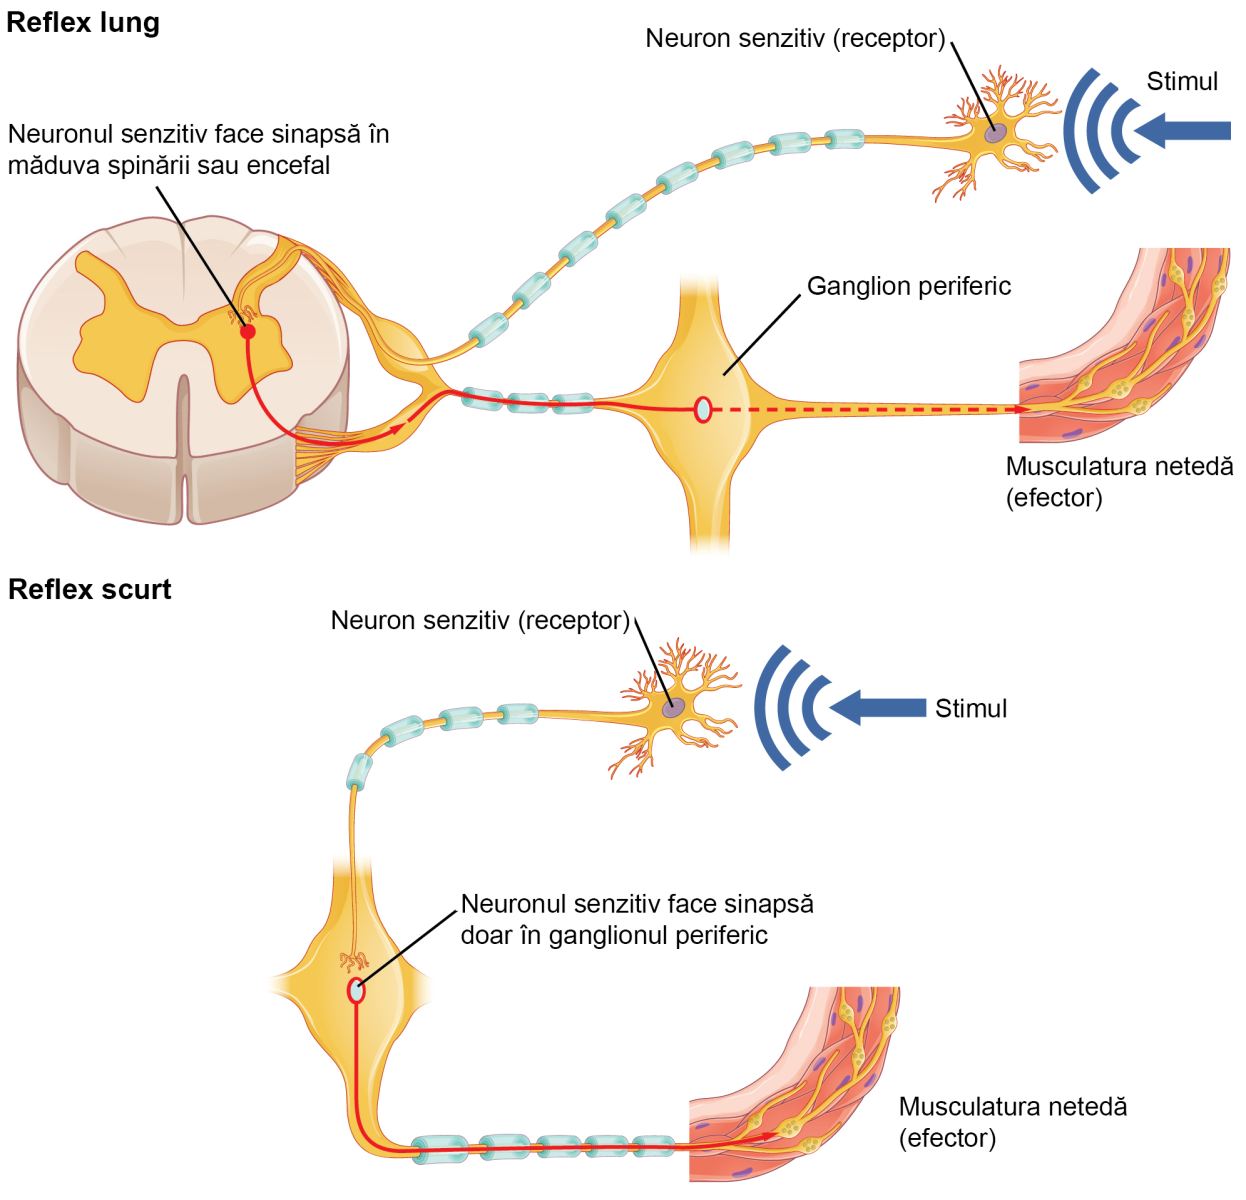 Reflex lung
Neuron senzitiv (receptor)
Stimul
Neuronul senzitiv face sinapsă în
măduva spinării sau encefal
Ganglion periferic
Musculatura netedă
(efector)
Reflex scurt
Neuron senzitiv (receptor)
Stimul
Neuronul senzitiv face sinapsă
doar în ganglionul periferic
Musculatura netedă
(efector)